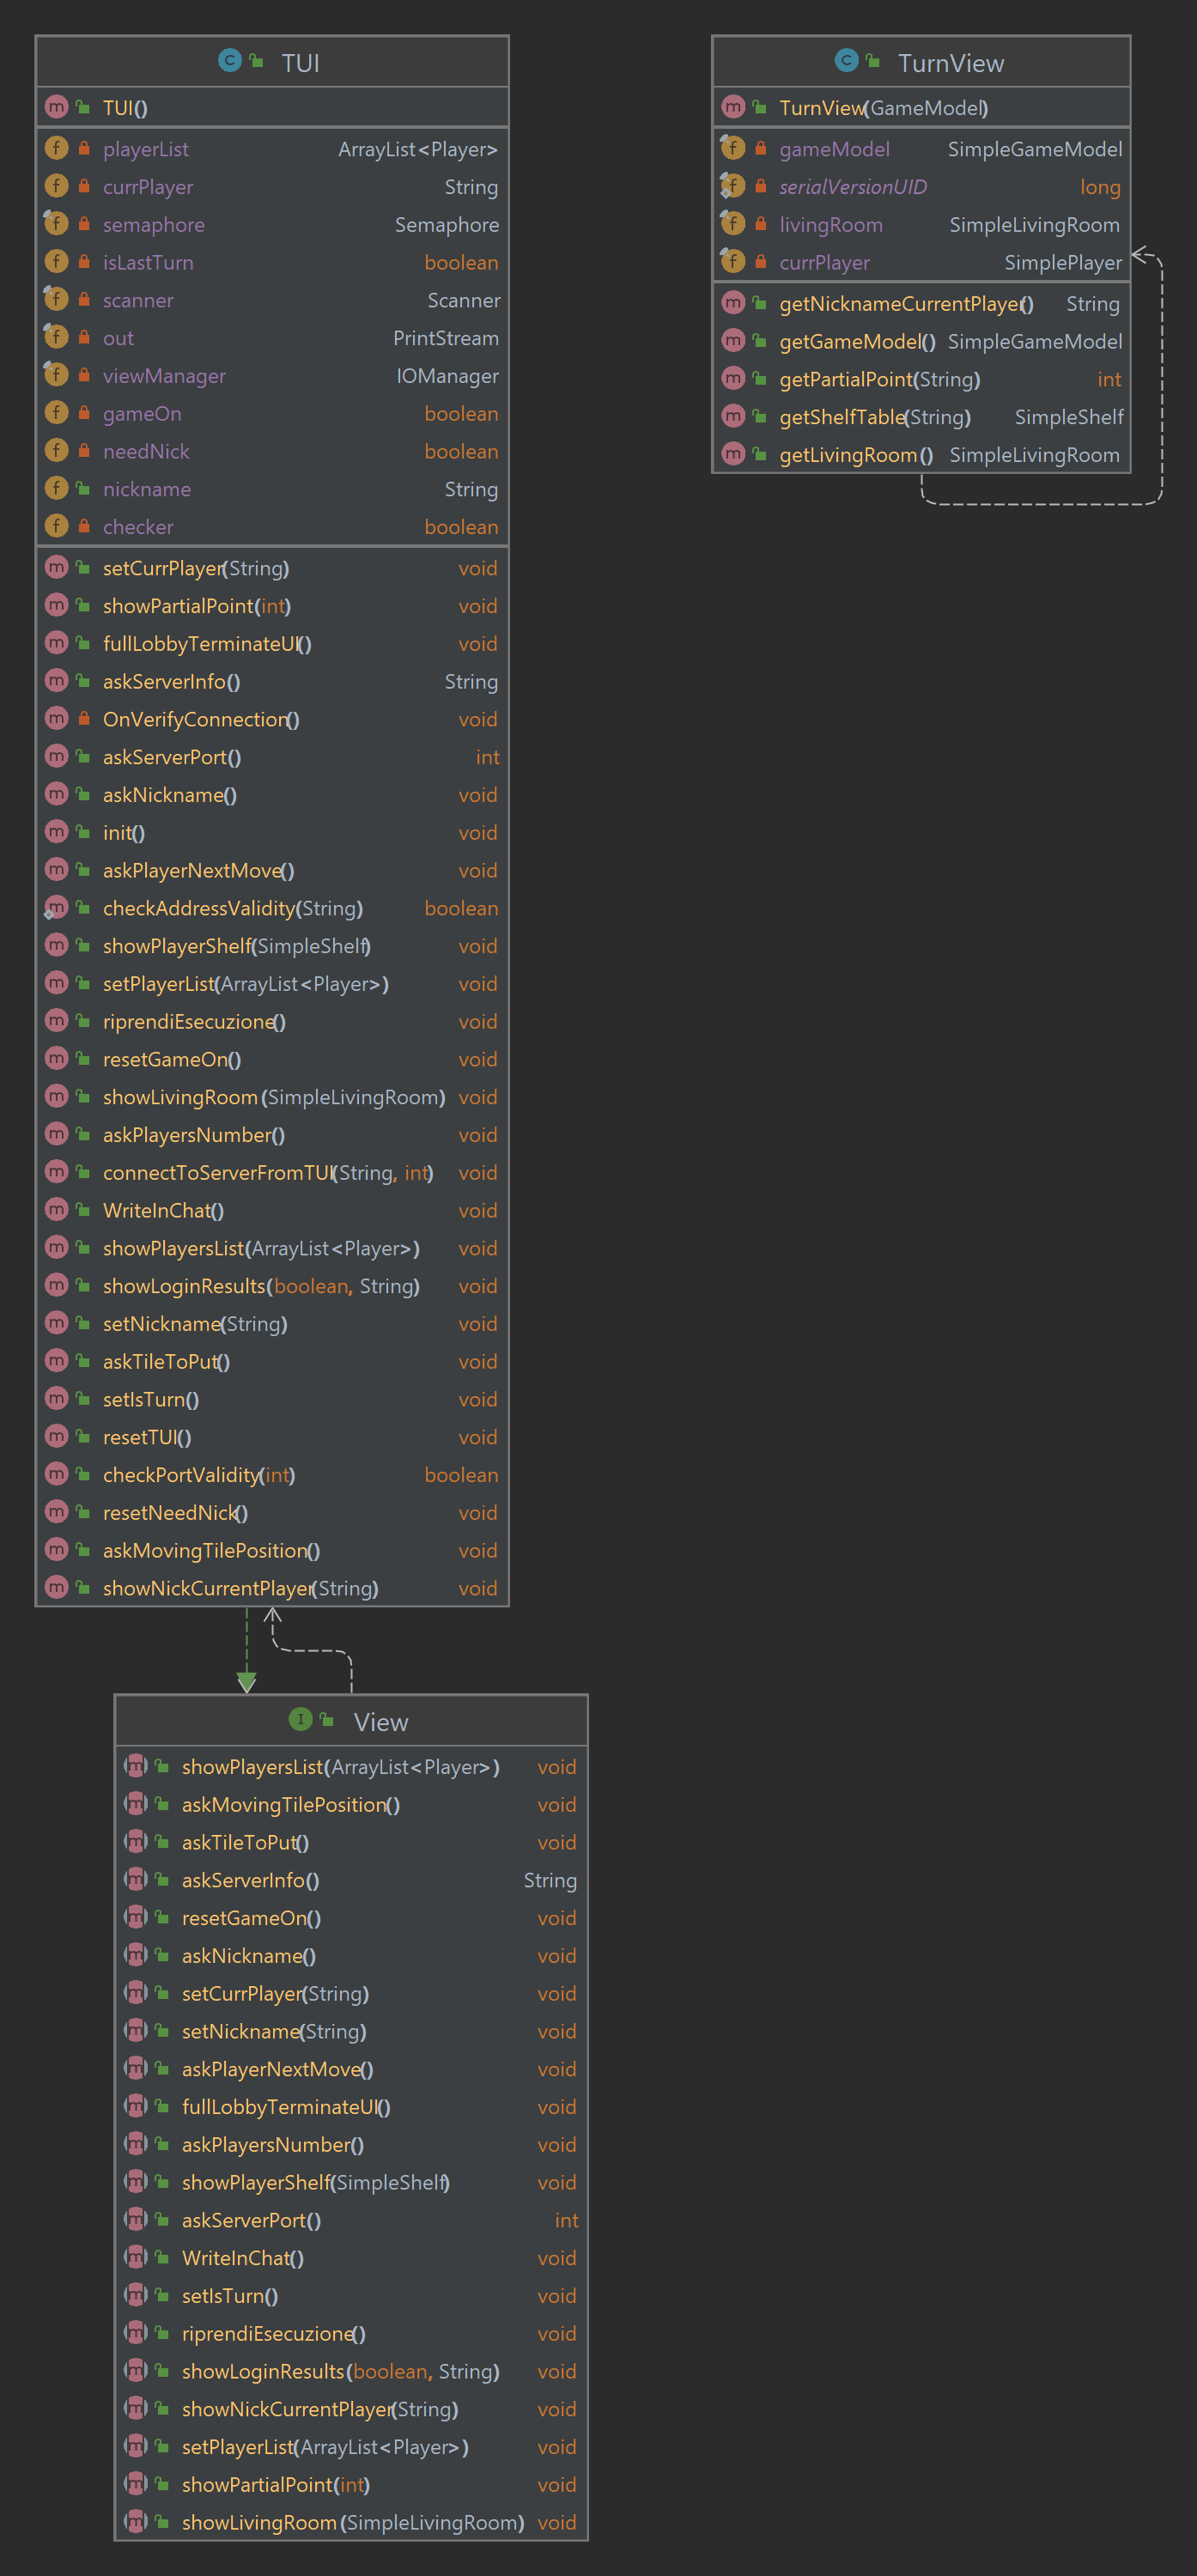 TUI
TUI()
playerList ArrayList<Player>
currPlayer String
semaphore Semaphore
isLastTurn boolean
scanner Scanner
out PrintStream
viewManager IOManager
gameOn boolean
needNick boolean
nickname String
checker boolean
setCurrPlayer(String) void
showPartialPoint(int) void
fullLobbyTerminateUI() void
askServerInfo() String
OnVerifyConnection() void
askServerPort() int
askNickname() void
init() void
askPlayerNextMove() void
checkAddressValidity(String) boolean
showPlayerShelf(SimpleShelf) void
setPlayerList(ArrayList<Player>) void
riprendiEsecuzione() void
resetGameOn() void
showLivingRoom(SimpleLivingRoom) void
askPlayersNumber() void
connectToServerFromTUI(String, int) void
WriteInChat() void
showPlayersList(ArrayList<Player>) void
showLoginResults(boolean, String) void
setNickname(String) void
askTileToPut() void
setIsTurn() void
resetTUI() void
checkPortValidity(int) boolean
resetNeedNick() void
askMovingTilePosition() void
showNickCurrentPlayer(String) void
TurnView
TurnView(GameModel)
gameModel SimpleGameModel
serialVersionUID long
livingRoom SimpleLivingRoom
currPlayer SimplePlayer
getNicknameCurrentPlayer() String
getGameModel() SimpleGameModel
getPartialPoint(String) int
getShelfTable(String) SimpleShelf
getLivingRoom() SimpleLivingRoom
View
showPlayersList(ArrayList<Player>) void
askMovingTilePosition() void
askTileToPut() void
askServerInfo() String
resetGameOn() void
askNickname() void
setCurrPlayer(String) void
setNickname(String) void
askPlayerNextMove() void
fullLobbyTerminateUI() void
askPlayersNumber() void
showPlayerShelf(SimpleShelf) void
askServerPort() int
WriteInChat() void
setIsTurn() void
riprendiEsecuzione() void
showLoginResults(boolean, String) void
showNickCurrentPlayer(String) void
setPlayerList(ArrayList<Player>) void
showPartialPoint(int) void
showLivingRoom(SimpleLivingRoom) void